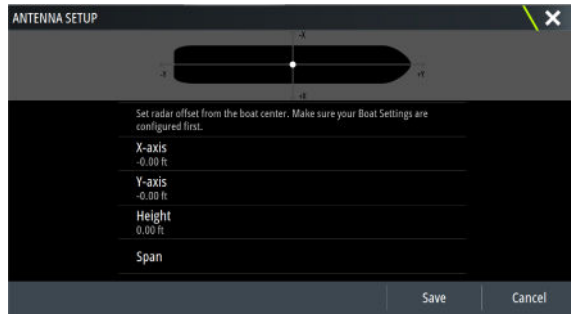 ANTENNA SETUP
-X
-Y
+Y
+X
Set radar offset from the boat center. Make sure your Boat Settings are
configured first.
X-axis
-0.00 ft
Y-axis
-0.00 ft
Height
0.00 ft
Span
Save
Cancel